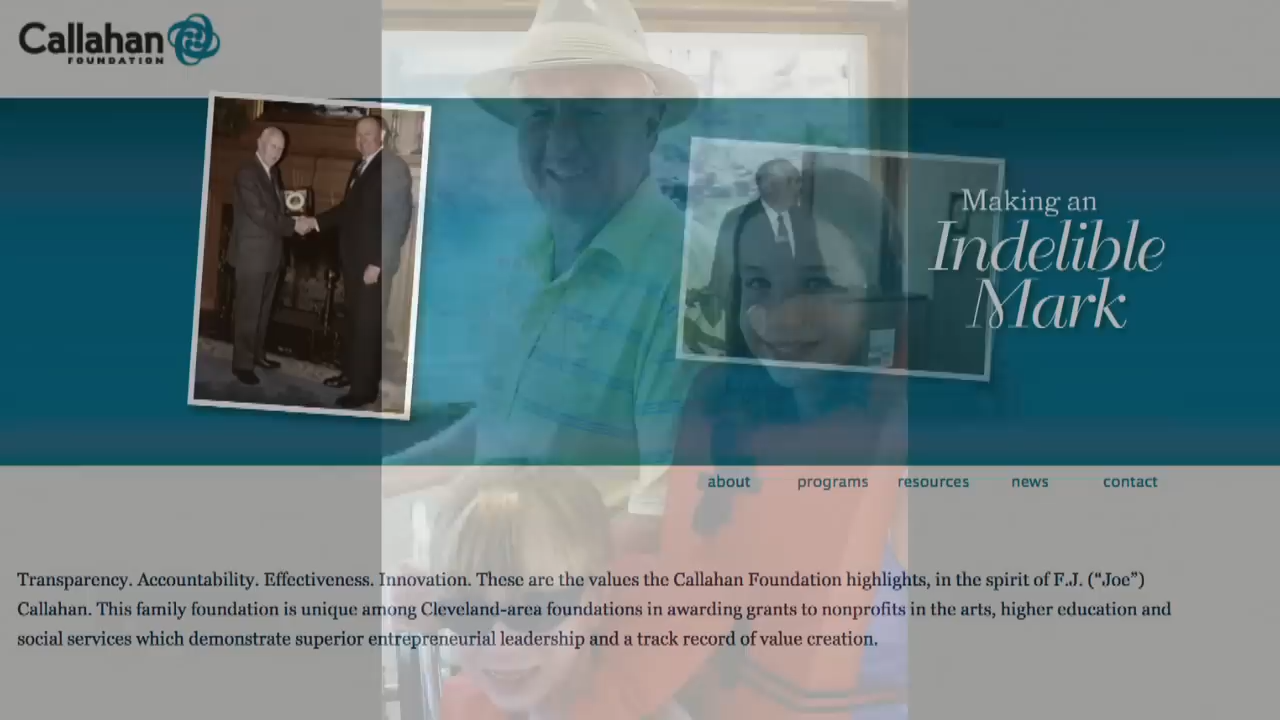 Callahan
FOUNDATION
Making an
Indelible
Mark
about programs resources news contact
Transparency. Accountability. Effectiveness. Innovation. These are the values the Callahan Foundation highlights, in the spirit of F.J. (“Joe”)
Callahan. This family foundation is unique among Cleveland-area foundations in awarding grants to nonprofits in the arts, higher education and
social services which demonstrate superior entrepreneurial leadership and a track record of value creation.